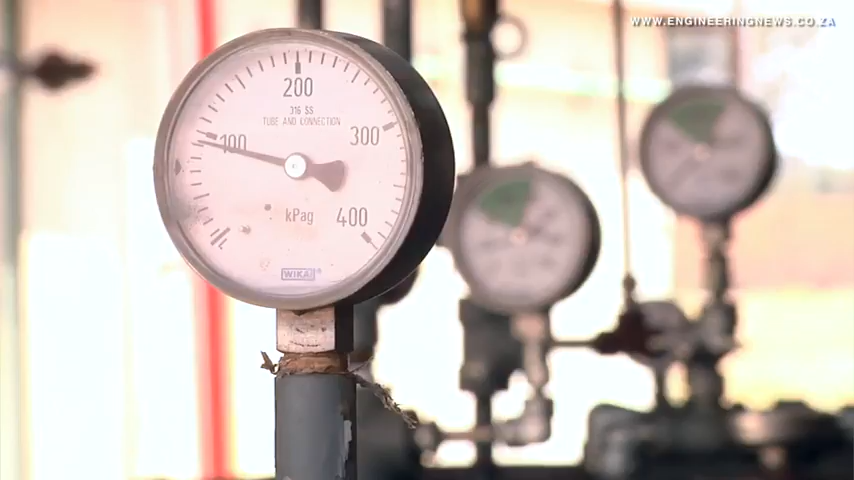 WWW.ENGINEERINGNEWS.CO.ZA
200
316 SS
TUBE AND CONNECTION
100
300
kPag
400
WIKA